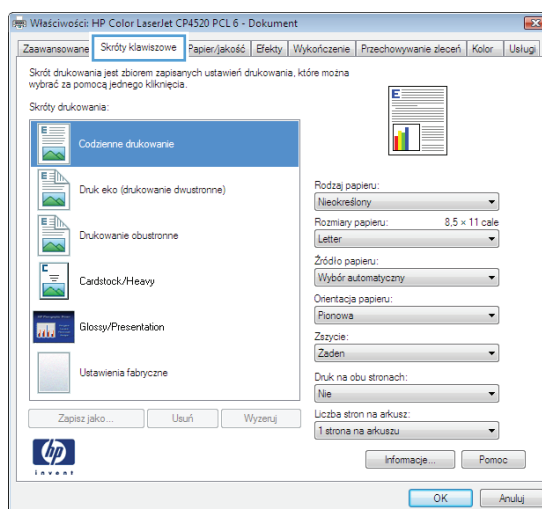 Właściwości: HP Color LaserJet CP4520 PCL 6 - Dokument
Zaawansowane Skróty klawiszowe Papier/jakość Efekty Wykończenie Przechowywanie zleceń Kolor Usługi
Skrót drukowania jest zbiorem zapisanych ustawień drukowania, które można
wybrać za pomocą jednego kliknięcia.
Skróty drukowania:
Codzienne drukowanie
Druk eko (drukowanie dwustronne)
Drukowanie obustronne
Cardstock/Heavy
Glossy/Presentation
Ustawienia fabryczne
Zapisz jako... Usuń Wyzeruj
E
Rodzaj papieru:
Nieokreślony
Rozmiary papieru: 8,5 × 11 cale
Letter
Źródło papieru:
Wybór automatyczny
Orientacja papieru:
Pionowa
Zszycie:
Żaden
Druk na obu stronach:
Nie
Liczba stron na arkusz:
1 strona na arkuszu
hp
invent
Informacje... Pomoc
OK Anuluj